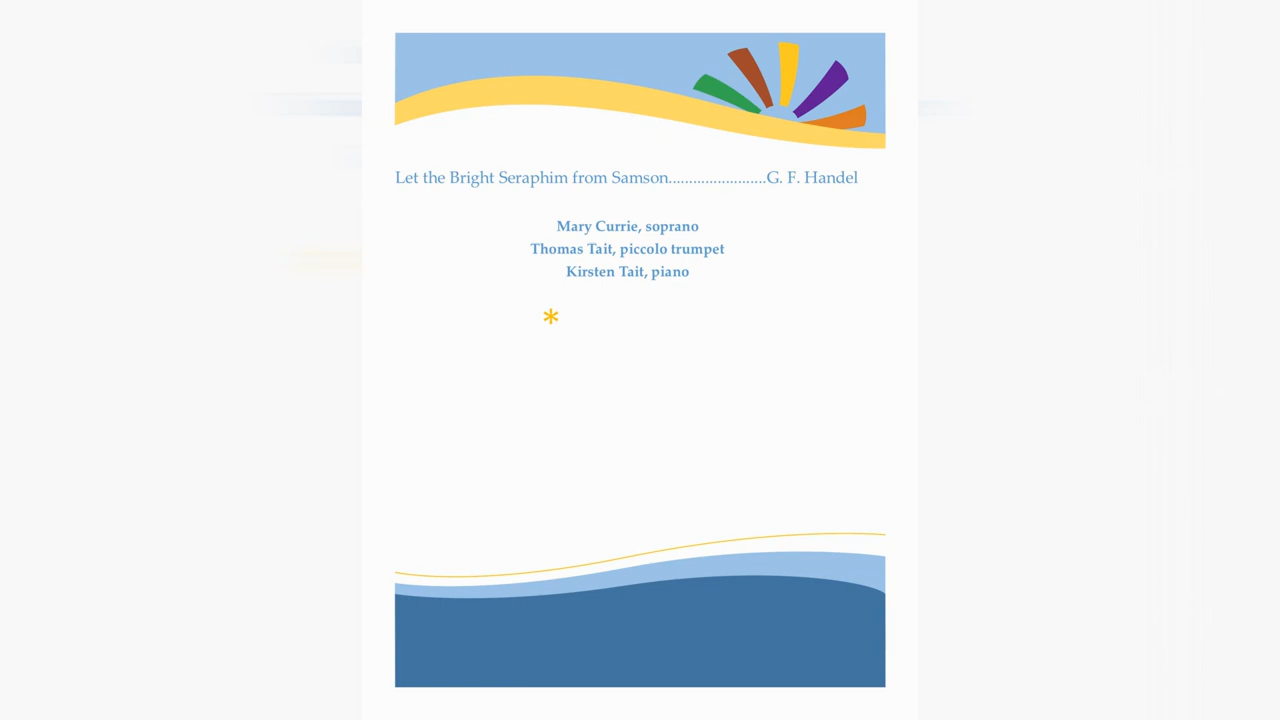 Let the Bright Seraphim from Samson........................G. F. Handel
Mary Currie, soprano
Thomas Tait, piccolo trumpet
Kirsten Tait, piano
*